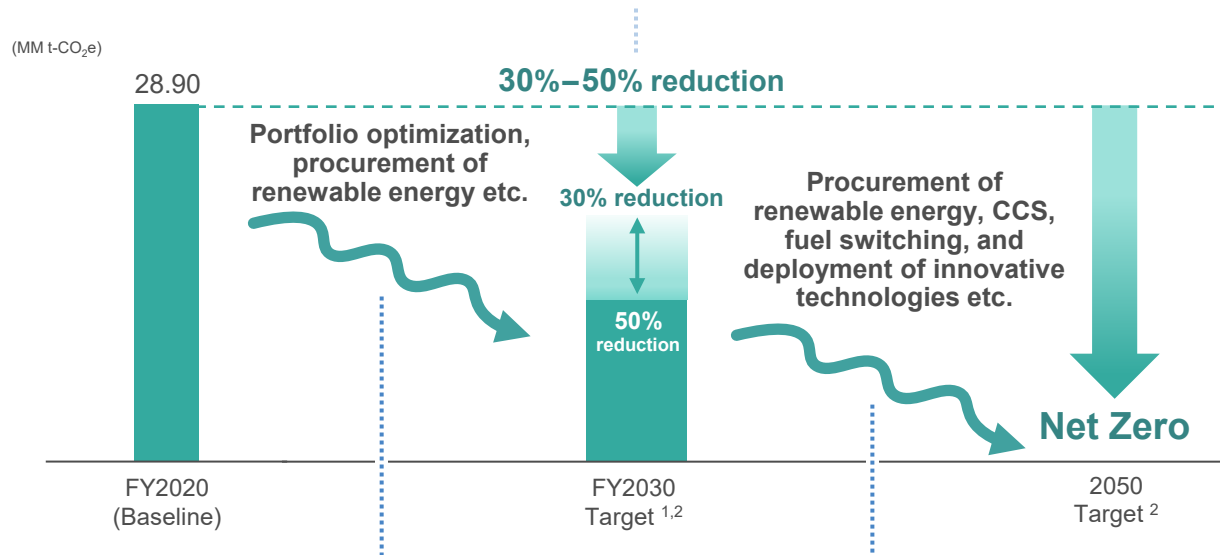 (MM t-CO₂e)
28.90
30%–50% reduction
Portfolio optimization,
procurement of
renewable energy etc.
30% reduction
50%
reduction
Procurement of
renewable energy, CCS,
fuel switching, and
deployment of innovative
technologies etc.
Net Zero
FY2020
(Baseline)
FY2030
Target ¹,²
2050
Target ²